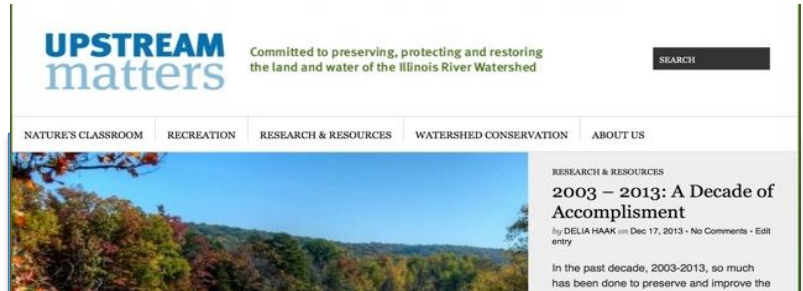 UPSTREAM
matters
Committed to preserving, protecting and restoring
the land and water of the Illinois River Watershed
SEARCH
NATURE'S CLASSROOM RECREATION RESEARCH & RESOURCES WATERSHED CONSERVATION ABOUT US
RESEARCH & RESOURCES
2003 – 2013: A Decade of
Accomplisment
by DELIA HAAK on Dec 17, 2013 • No Comments • Edit
entry
In the past decade, 2003-2013, so much
has been done to preserve and improve the